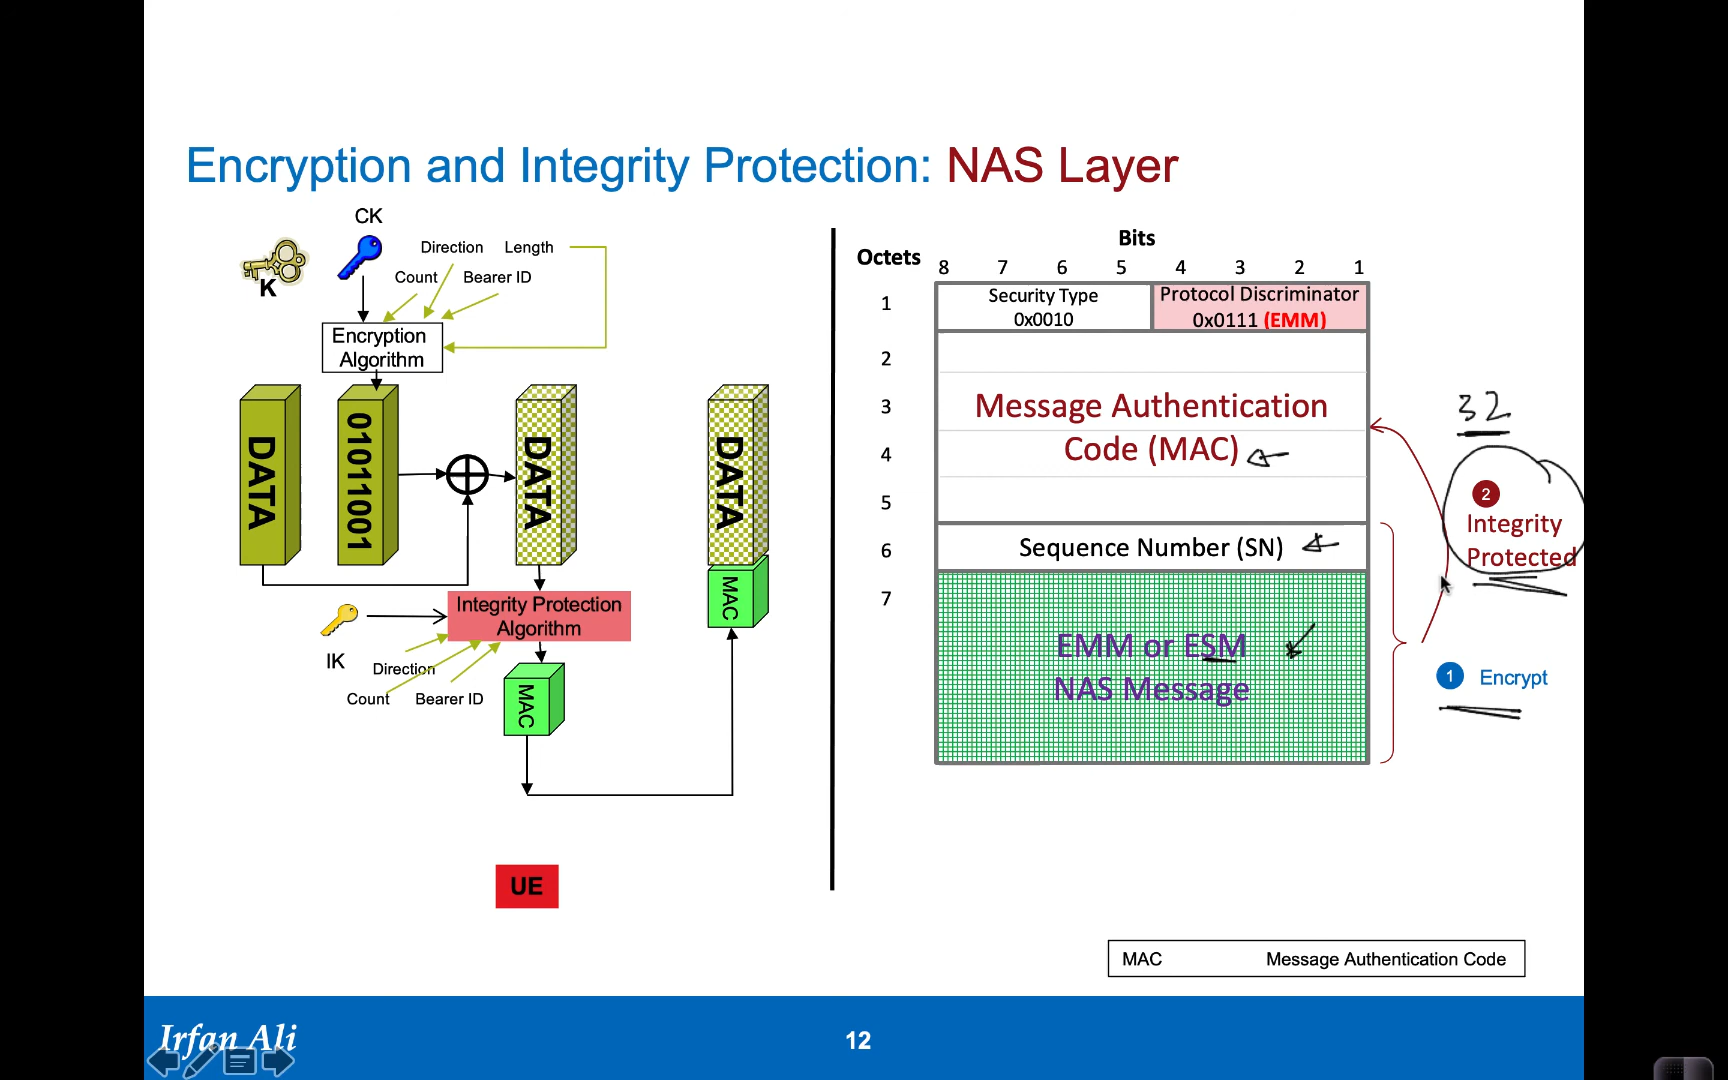 Encryption and Integrity Protection: NAS Layer
CK
K
Direction Length
Count Bearer ID
Encryption
Algorithm
DATA
01011001
DATA
DATA
MAC
Integrity Protection
Algorithm
IK
Direction
Count Bearer ID
MAC
UE
Bits
Octets
8 7 6 5 4 3 2 1
1
Security Type
0x0010
Protocol Discriminator
0x0111 (EMM)
2
3
4
5
Message Authentication
Code (MAC)
6
Sequence Number (SN)
7
EMM or ESM
NAS Message
32
2
Integrity
Protected
1 Encrypt
MAC Message Authentication Code
Irfan Ali
12